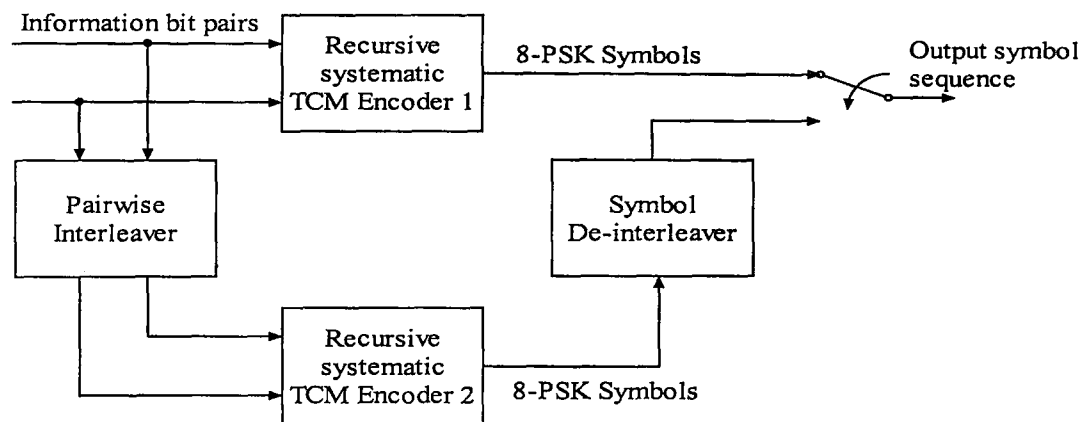 Information bit pairs
Recursive
systematic
TCM Encoder 1
8-PSK Symbols
Output symbol
sequence
Pairwise
Interleaver
Symbol
De-interleaver
Recursive
systematic
TCM Encoder 2
8-PSK Symbols